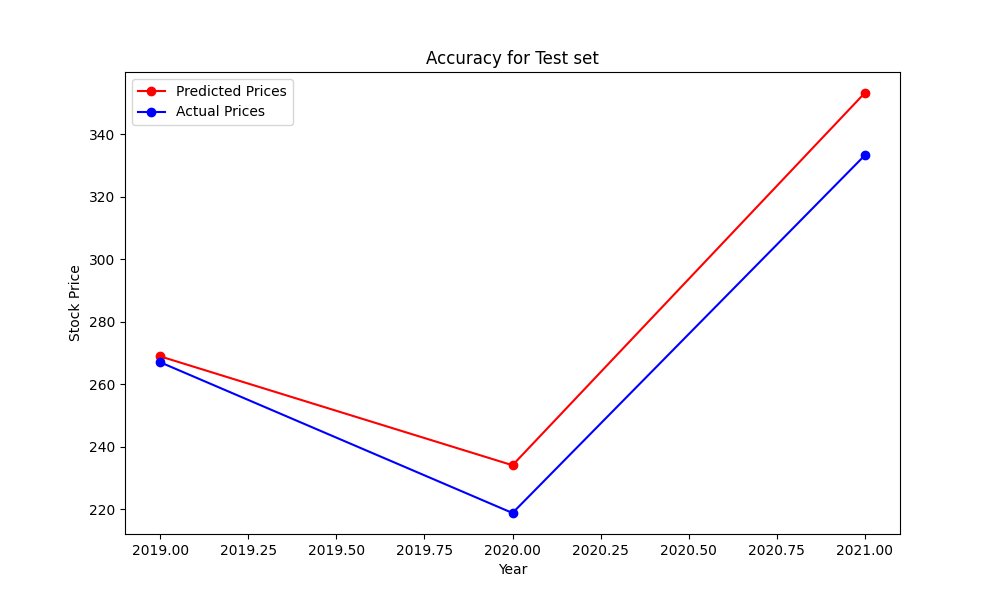 Accuracy for Test set
Predicted Prices
Actual Prices
Stock Price
340
320
300
280
260
240
220
2019.00 2019.25 2019.50 2019.75 2020.00 2020.25 2020.50 2020.75 2021.00
Year